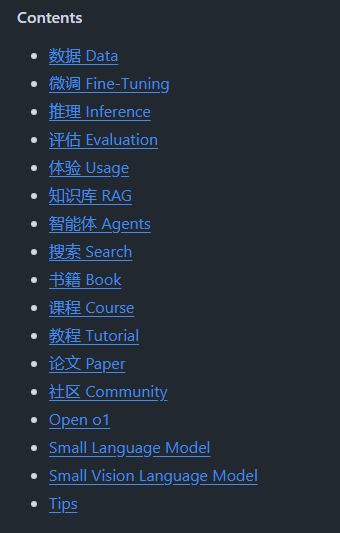 Contents
数据 Data
微调 Fine-Tuning
推理 Inference
评估 Evaluation
体验 Usage
知识库 RAG
智能体 Agents
搜索 Search
书籍 Book
课程 Course
教程 Tutorial
论文 Paper
社区 Community
Open o1
Small Language Model
Small Vision Language Model
Tips